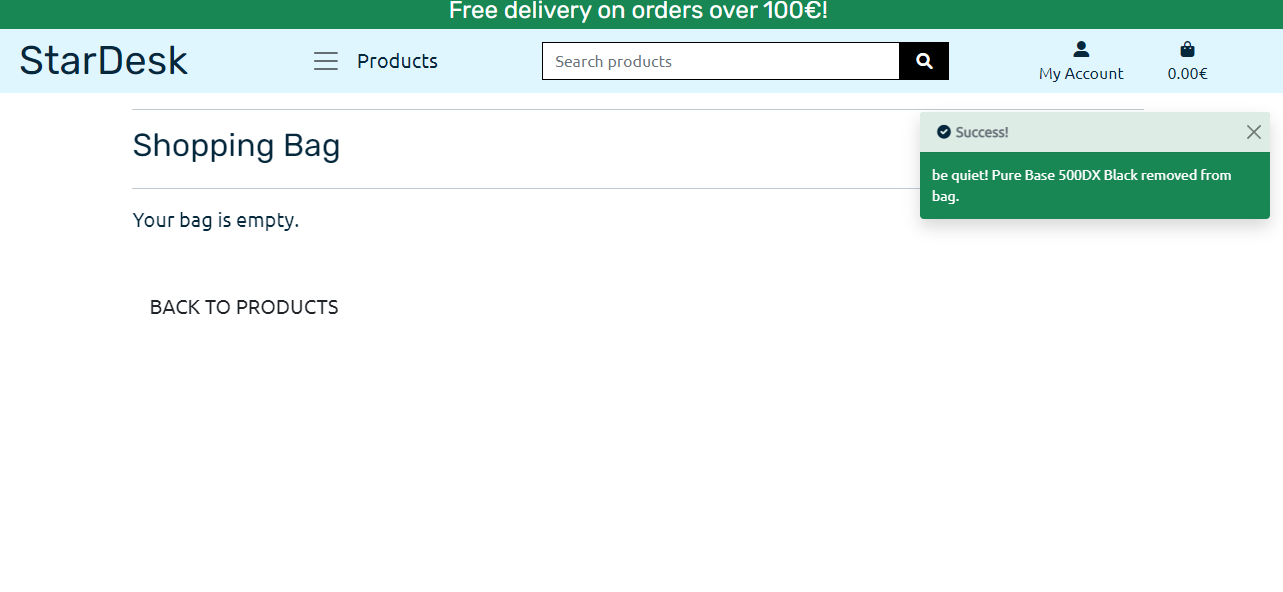 Free delivery on orders over 100€!
StarDesk
Products
Search products
My Account
0.00€
Shopping Bag
Success!
be quiet! Pure Base 500DX Black removed from
bag.
Your bag is empty.
BACK TO PRODUCTS